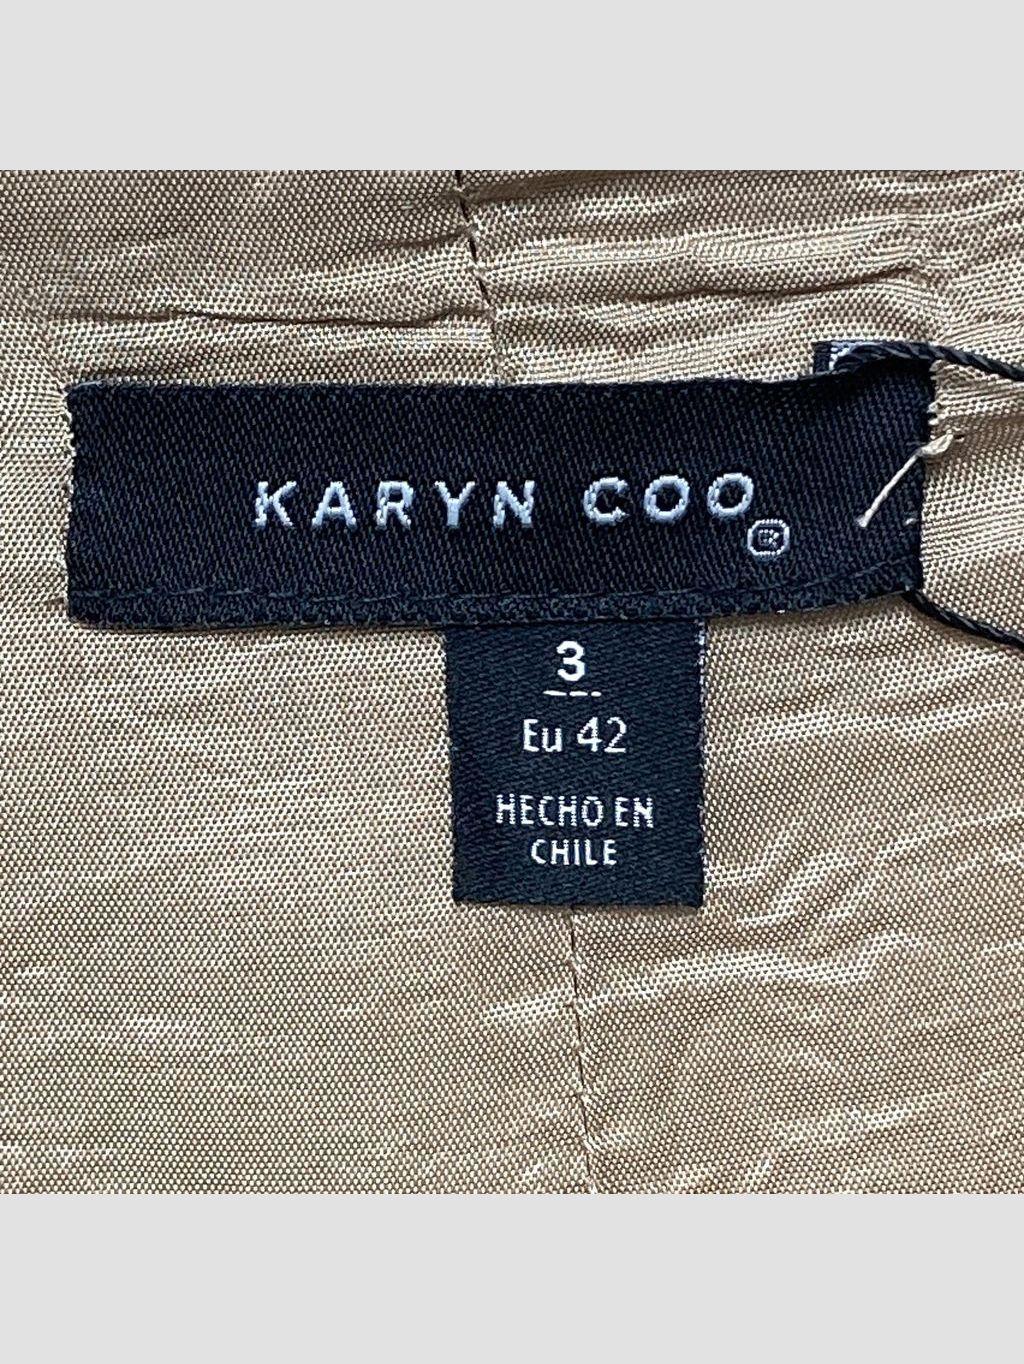 KARYN COO®
3
Eu 42
HECHO EN
CHILE